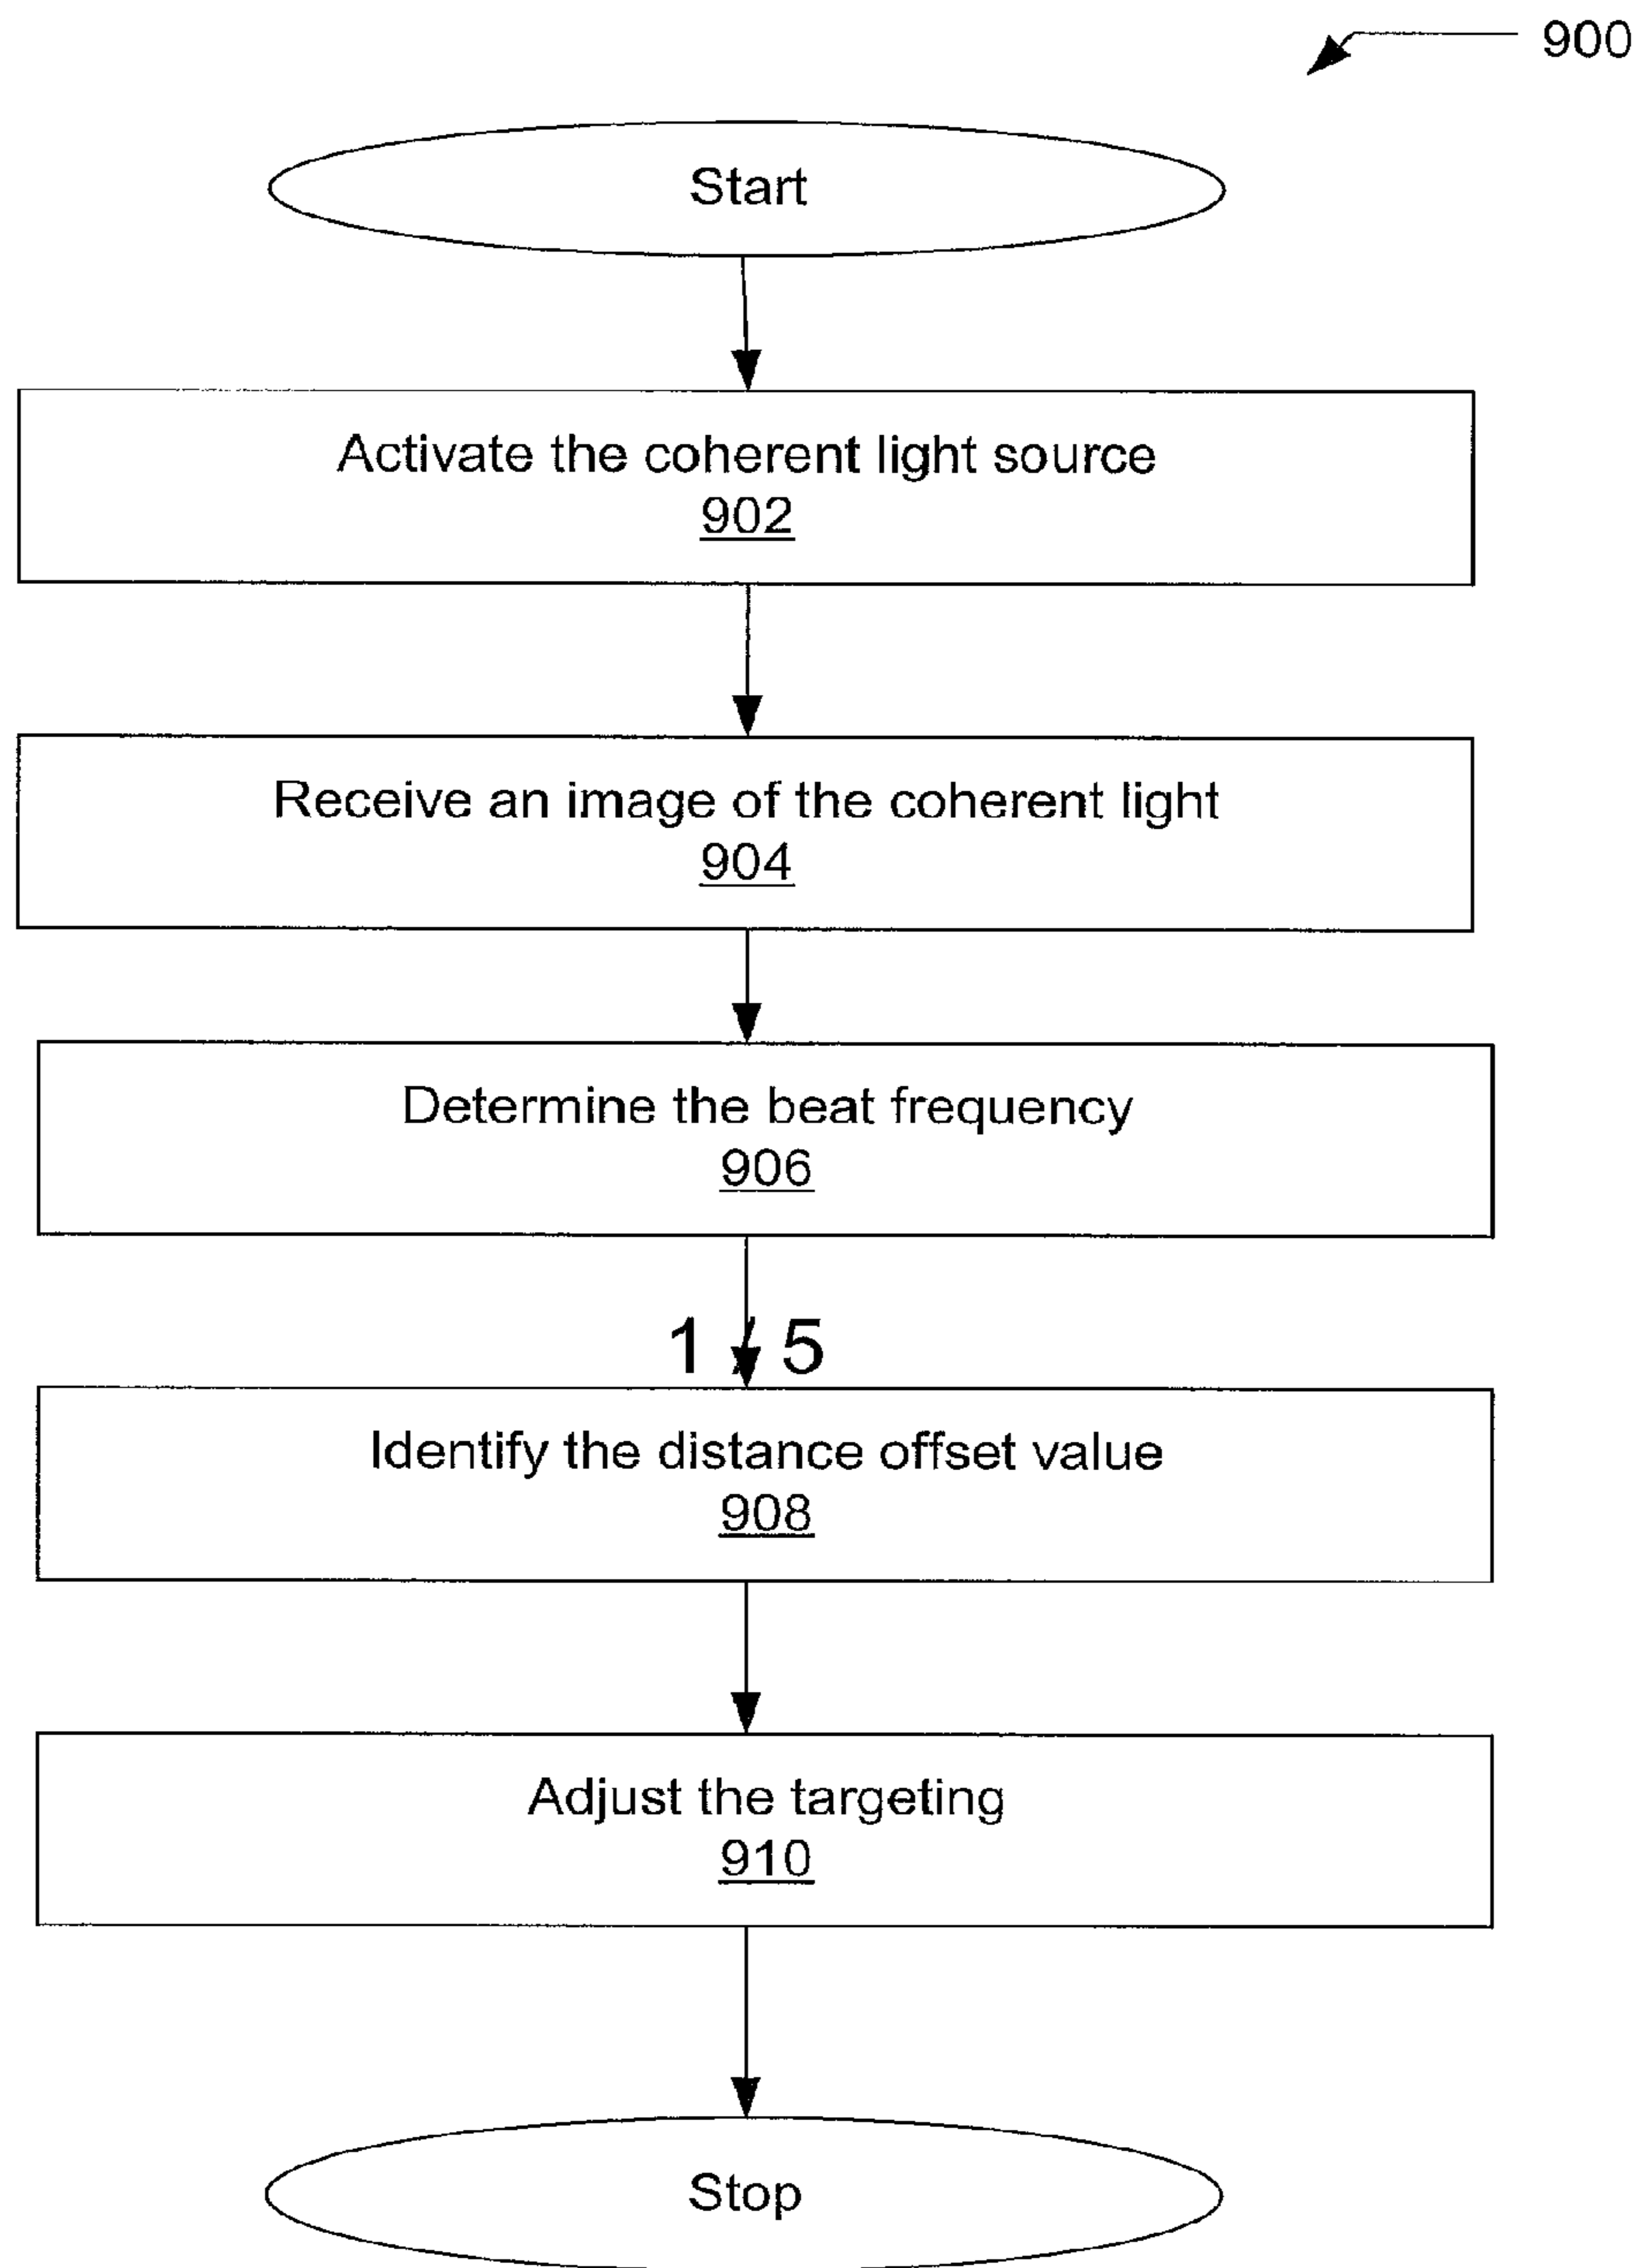 900
Start
Activate the coherent light source
902
Receive an image of the coherent light
904
Determine the beat frequency
906
1 / 5
Identify the distance offset value
908
Adjust the targeting
910
Stop